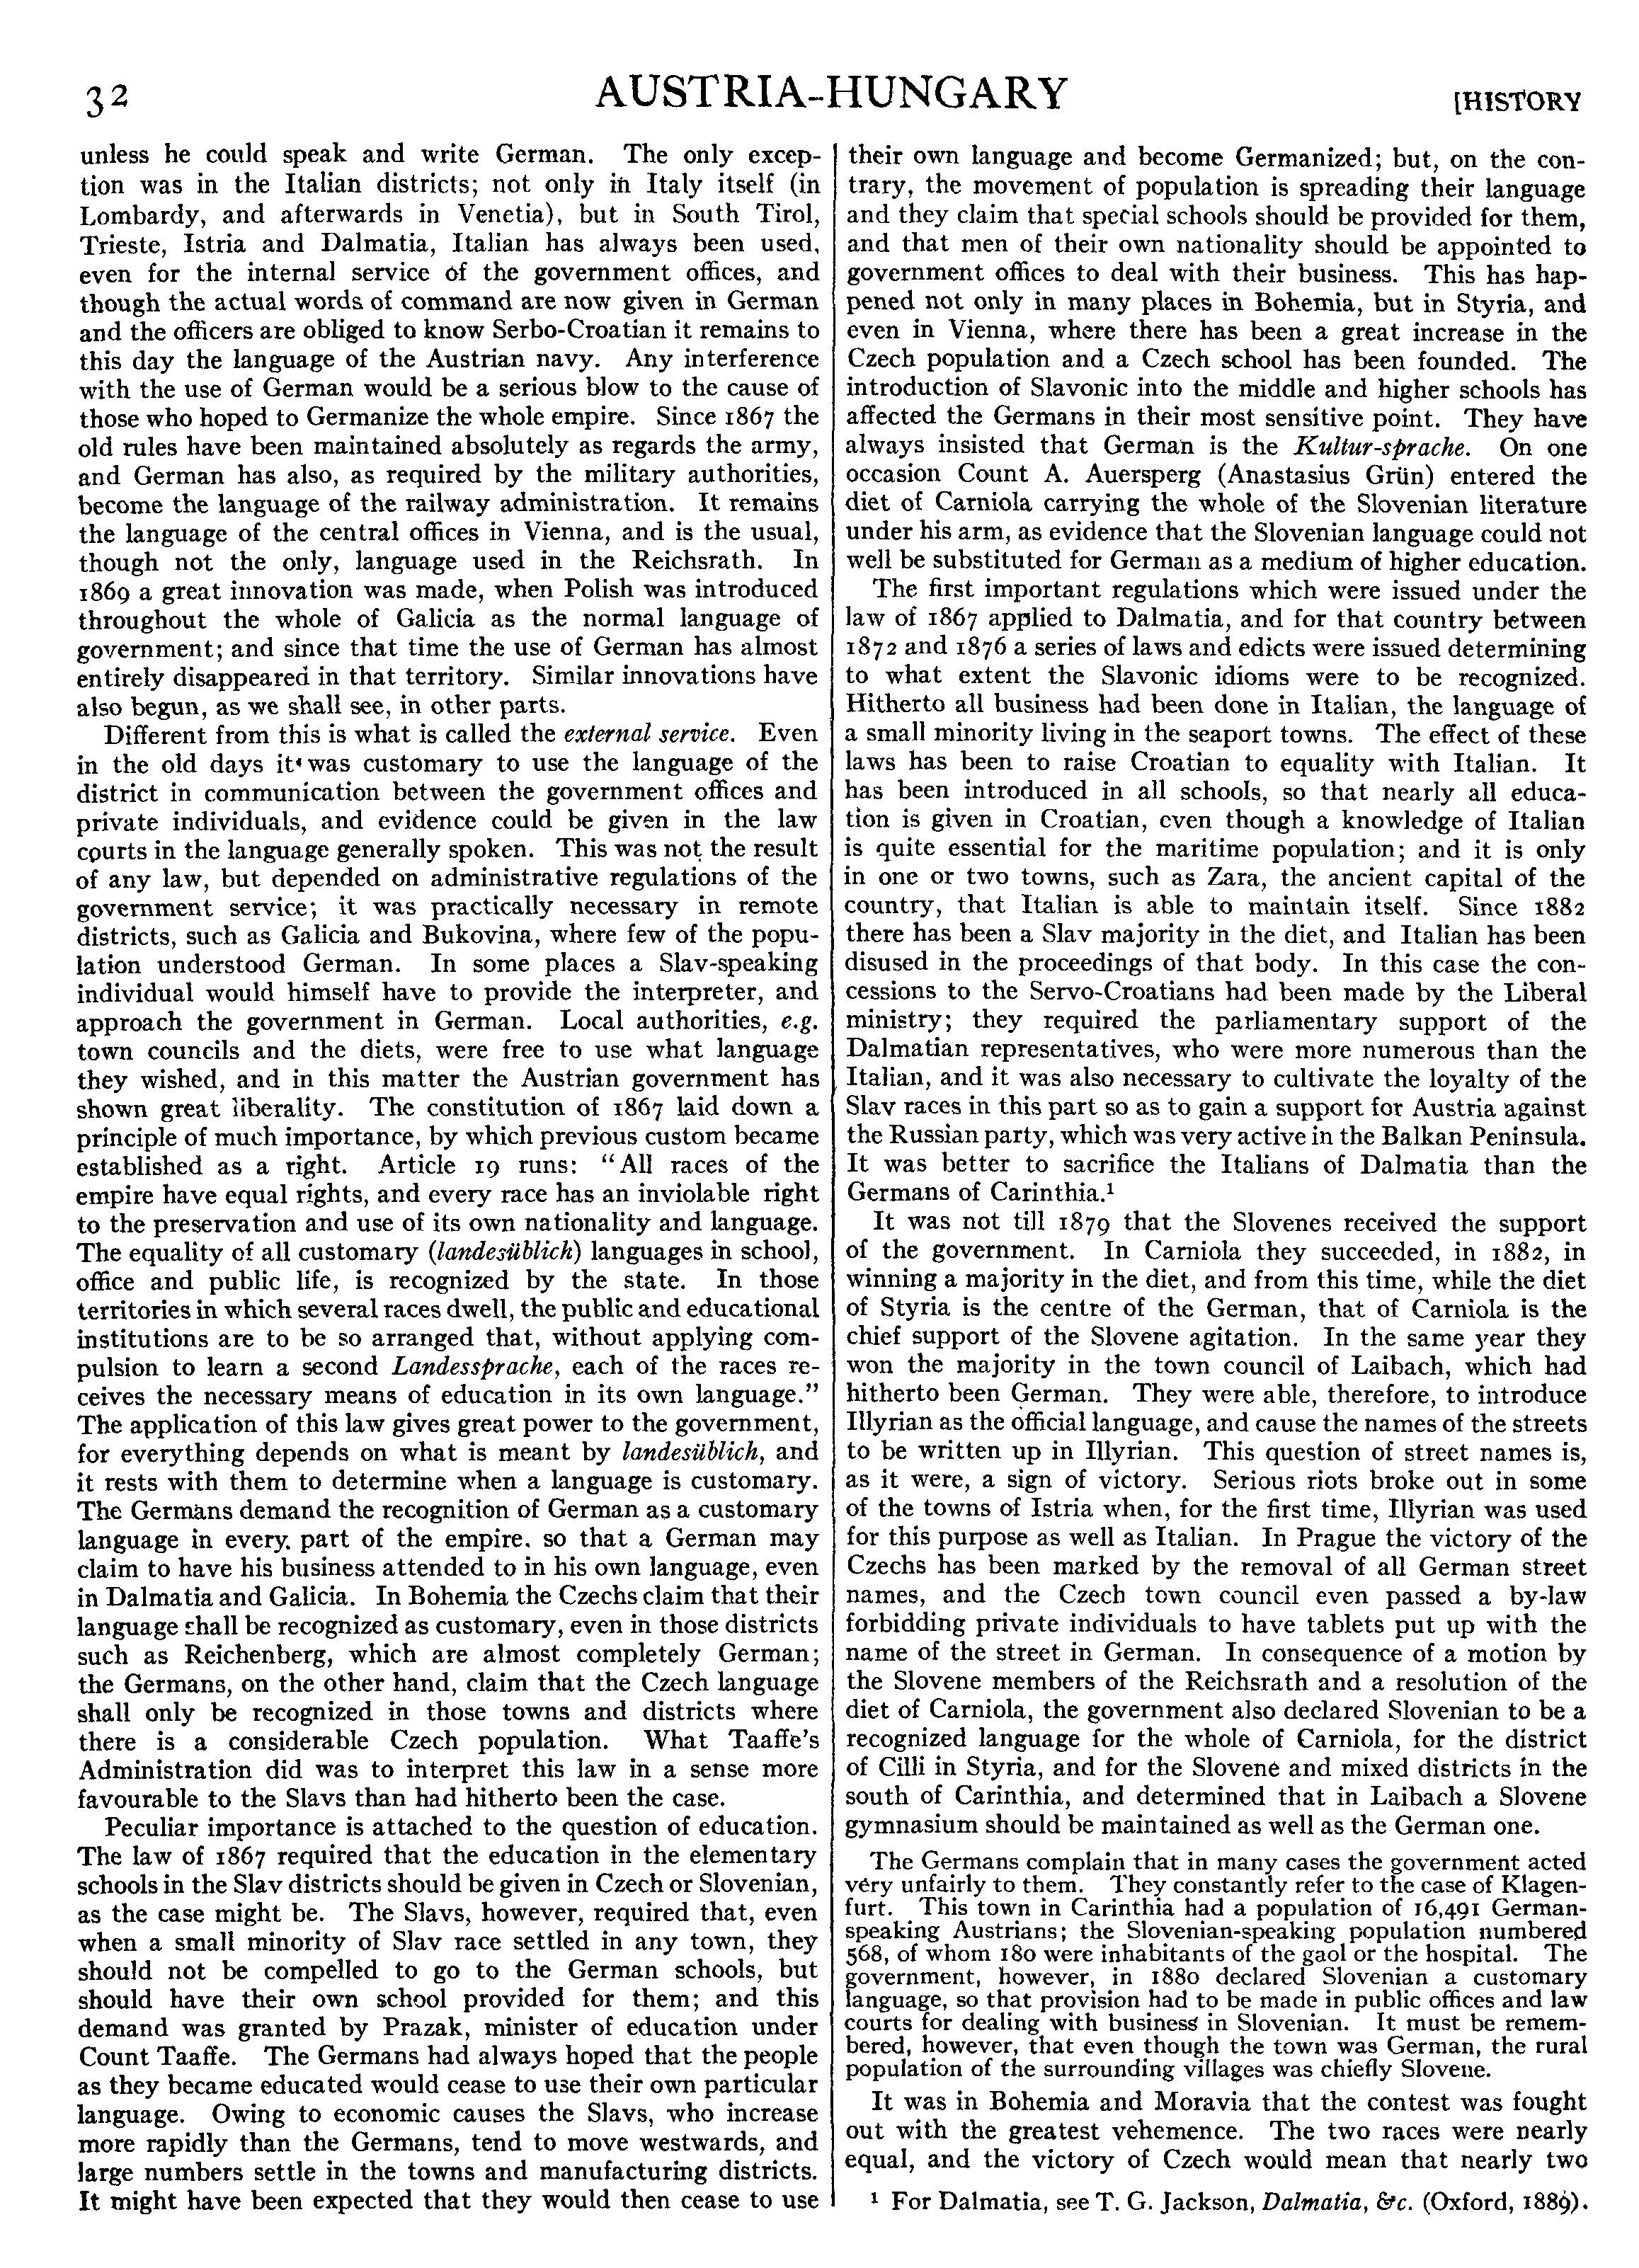 32
AUSTRIA-HUNGARY
[HISTORY
unless he could speak and write German. The only excep-
tion was in the Italian districts; not only in Italy itself (in
Lombardy, and afterwards in Venetia), but in South Tirol,
Trieste, Istria and Dalmatia, Italian has always been used,
even for the internal service of the government offices, and
though the actual words of command are now given in German
and the officers are obliged to know Serbo-Croatian it remains to
this day the language of the Austrian navy. Any interference
with the use of German would be a serious blow to the cause of
those who hoped to Germanize the whole empire. Since 1867 the
old rules have been maintained absolutely as regards the army,
and German has also, as required by the military authorities,
become the language of the railway administration. It remains
the language of the central offices in Vienna, and is the usual,
though not the only, language used in the Reichsrath. In
1869 a great innovation was made, when Polish was introduced
throughout the whole of Galicia as the normal language of
government; and since that time the use of German has almost
entirely disappeared in that territory. Similar innovations have
also begun, as we shall see, in other parts.
Different from this is what is called the external service. Even
in the old days it was customary to use the language of the
district in communication between the government offices and
private individuals, and evidence could be given in the law
courts in the language generally spoken. This was not the result
of any law, but depended on administrative regulations of the
government service; it was practically necessary in remote
districts, such as Galicia and Bukovina, where few of the popu-
lation understood German. In some places a Slav-speaking
individual would himself have to provide the interpreter, and
approach the government in German. Local authorities, e.g.
town councils and the diets, were free to use what language
they wished, and in this matter the Austrian government has
shown great liberality. The constitution of 1867 laid down a
principle of much importance, by which previous custom became
established as a right. Article 19 runs: "All races of the
empire have equal rights, and every race has an inviolable right
to the preservation and use of its own nationality and language.
The equality of all customary (landesüblich) languages in school,
office and public life, is recognized by the state. In those
territories in which several races dwell, the public and educational
institutions are to be so arranged that, without applying com-
pulsion to learn a second Landessprache, each of the races re-
ceives the necessary means of education in its own language."
The application of this law gives great power to the government,
for everything depends on what is meant by landesüblich, and
it rests with them to determine when a language is customary.
The Germans demand the recognition of German as a customary
language in every part of the empire, so that a German may
claim to have his business attended to in his own language, even
in Dalmatia and Galicia. In Bohemia the Czechs claim that their
language shall be recognized as customary, even in those districts
such as Reichenberg, which are almost completely German;
the Germans, on the other hand, claim that the Czech language
shall only be recognized in those towns and districts where
there is a considerable Czech population. What Taaffe's
Administration did was to interpret this law in a sense more
favourable to the Slavs than had hitherto been the case.
Peculiar importance is attached to the question of education.
The law of 1867 required that the education in the elementary
schools in the Slav districts should be given in Czech or Slovenian,
as the case might be. The Slavs, however, required that, even
when a small minority of Slav race settled in any town, they
should not be compelled to go to the German schools, but
should have their own school provided for them; and this
demand was granted by Prazak, minister of education under
Count Taaffe. The Germans had always hoped that the people
as they became educated would cease to use their own particular
language. Owing to economic causes the Slavs, who increase
more rapidly than the Germans, tend to move westwards, and
large numbers settle in the towns and manufacturing districts.
It might have been expected that they would then cease to use
their own language and become Germanized; but, on the con-
trary, the movement of population is spreading their language
and they claim that special schools should be provided for them,
and that men of their own nationality should be appointed to
government offices to deal with their business. This has hap-
pened not only in many places in Bohemia, but in Styria, and
even in Vienna, where there has been a great increase in the
Czech population and a Czech school has been founded. The
introduction of Slavonic into the middle and higher schools has
affected the Germans in their most sensitive point. They have
always insisted that German is the Kultur-sprache. On one
occasion Count A. Auersperg (Anastasius Grün) entered the
diet of Carniola carrying the whole of the Slovenian literature
under his arm, as evidence that the Slovenian language could not
well be substituted for German as a medium of higher education.
The first important regulations which were issued under the
law of 1867 applied to Dalmatia, and for that country between
1872 and 1876 a series of laws and edicts were issued determining
to what extent the Slavonic idioms were to be recognized.
Hitherto all business had been done in Italian, the language of
a small minority living in the seaport towns. The effect of these
laws has been to raise Croatian to equality with Italian. It
has been introduced in all schools, so that nearly all educa-
tion is given in Croatian, even though a knowledge of Italian
is quite essential for the maritime population; and it is only
in one or two towns, such as Zara, the ancient capital of the
country, that Italian is able to maintain itself. Since 1882
there has been a Slav majority in the diet, and Italian has been
disused in the proceedings of that body. In this case the con-
cessions to the Servo-Croatians had been made by the Liberal
ministry; they required the parliamentary support of the
Dalmatian representatives, who were more numerous than the
Italian, and it was also necessary to cultivate the loyalty of the
Slav races in this part so as to gain a support for Austria against
the Russian party, which was very active in the Balkan Peninsula.
It was better to sacrifice the Italians of Dalmatia than the
Germans of Carinthia.¹
It was not till 1879 that the Slovenes received the support
of the government. In Carniola they succeeded, in 1882, in
winning a majority in the diet, and from this time, while the diet
of Styria is the centre of the German, that of Carniola is the
chief support of the Slovene agitation. In the same year they
won the majority in the town council of Laibach, which had
hitherto been German. They were able, therefore, to introduce
Illyrian as the official language, and cause the names of the streets
to be written up in Illyrian. This question of street names is,
as it were, a sign of victory. Serious riots broke out in some
of the towns of Istria when, for the first time, Illyrian was used
for this purpose as well as Italian. In Prague the victory of the
Czechs has been marked by the removal of all German street
names, and the Czech town council even passed a by-law
forbidding private individuals to have tablets put up with the
name of the street in German. In consequence of a motion by
the Slovene members of the Reichsrath and a resolution of the
diet of Carniola, the government also declared Slovenian to be a
recognized language for the whole of Carniola, for the district
of Cilli in Styria, and for the Slovene and mixed districts in the
south of Carinthia, and determined that in Laibach a Slovene
gymnasium should be maintained as well as the German one.
The Germans complain that in many cases the government acted
very unfairly to them. They constantly refer to the case of Klagen-
furt. This town in Carinthia had a population of 16,491 German-
speaking Austrians; the Slovenian-speaking population numbered
568, of whom 180 were inhabitants of the gaol or the hospital. The
government, however, in 1880 declared Slovenian a customary
language, so that provision had to be made in public offices and law
courts for dealing with business in Slovenian. It must be remem-
bered, however, that even though the town was German, the rural
population of the surrounding villages was chiefly Slovene.
It was in Bohemia and Moravia that the contest was fought
out with the greatest vehemence. The two races were nearly
equal, and the victory of Czech would mean that nearly two
¹ For Dalmatia, see T. G. Jackson, Dalmatia, &c. (Oxford, 1889).